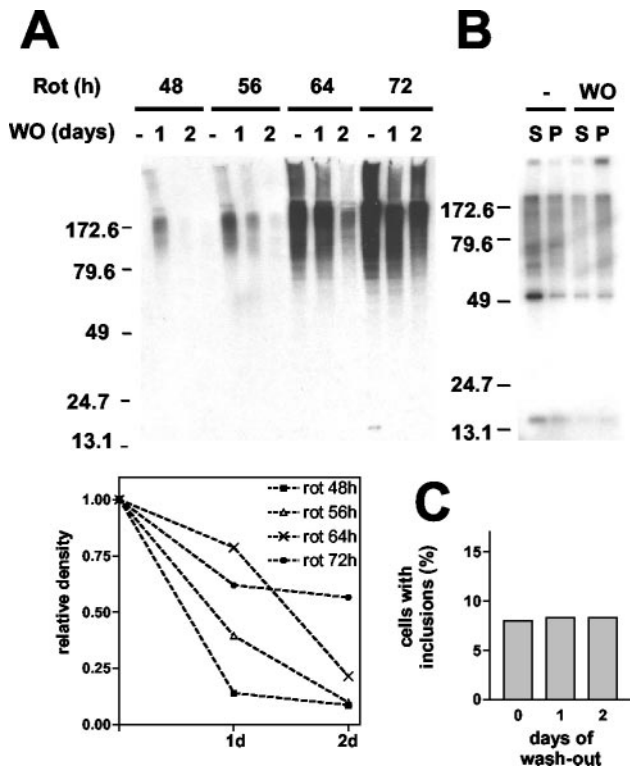 A
Rot (h) 48 56 64 72
WO (days) - 1 2 - 1 2 - 1 2 - 1 2
172.6 –
79.6 –
49 –
24.7 –
13.1 –
B
- WO
S P S P
172.6 –
79.6 –
49 –
24.7 –
13.1 –
relative density
1.00
0.75
0.50
0.25
0.00
1d 2d
rot 48h
rot 56h
rot 64h
rot 72h
C
cells with
inclusions (%)
15
10
5
0
0 1 2
days of
wash-out